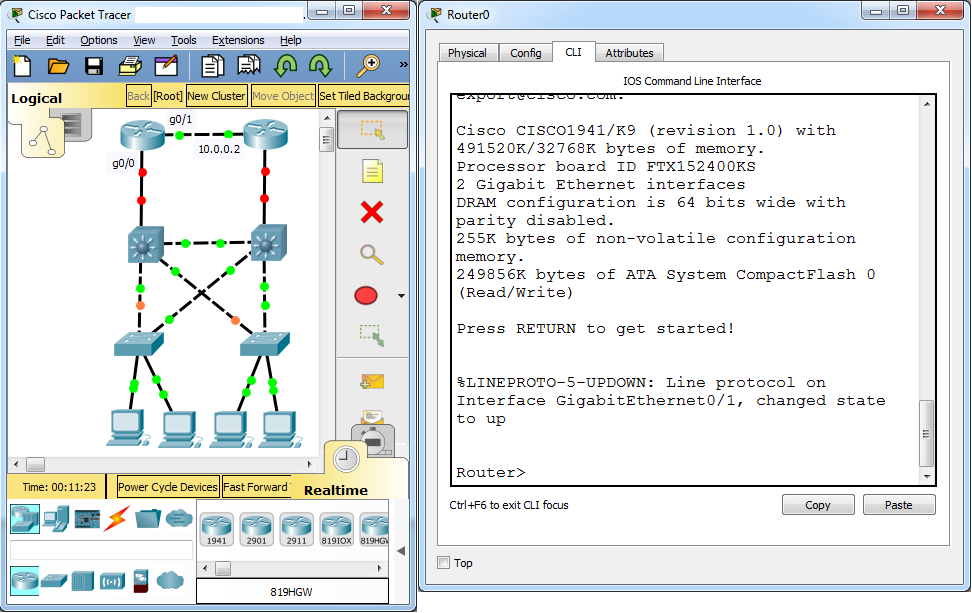 Cisco Packet Tracer
File Edit Options View Tools Extensions Help
Logical
Back [Root] New Cluster Move Object Set Tiled Backgrou
g0/1
10.0.0.2
g0/0
Time: 00:11:23 Power Cycle Devices Fast Forward
Realtime
1941 2901 2911 819IOX 819HGW
819HGW
Router0
Physical Config CLI Attributes
IOS Command Line Interface
export@cisco.com.
Cisco CISCO1941/K9 (revision 1.0) with
491520K/32768K bytes of memory.
Processor board ID FTX152400KS
2 Gigabit Ethernet interfaces
DRAM configuration is 64 bits wide with
parity disabled.
255K bytes of non-volatile configuration
memory.
249856K bytes of ATA System CompactFlash 0
(Read/Write)
Press RETURN to get started!
%LINEPROTO-5-UPDOWN: Line protocol on
Interface GigabitEthernet0/1, changed state
to up
Router>
Ctrl+F6 to exit CLI focus
Copy Paste
Top